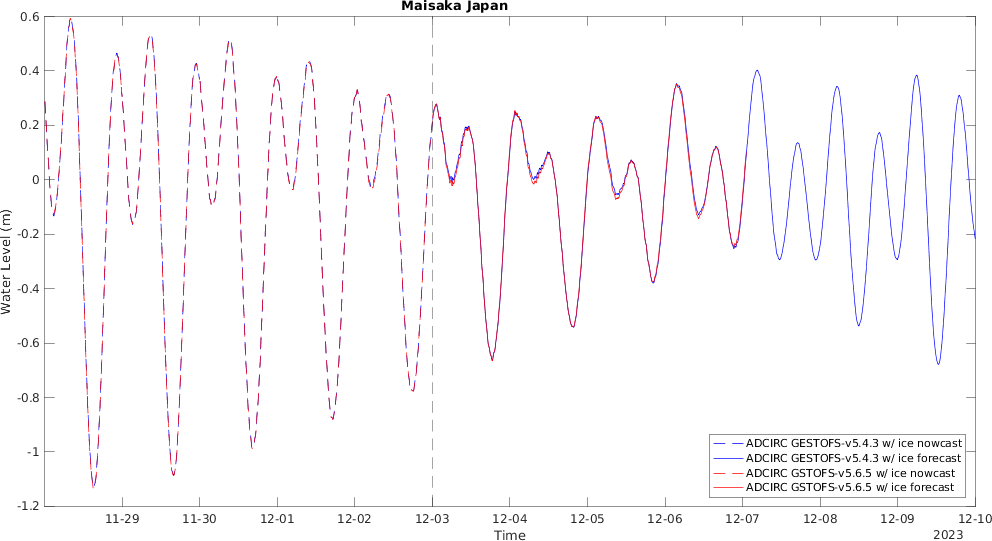 Maisaka Japan
0.6
0.4
0.2
0
-0.2
-0.4
-0.6
-0.8
-1
-1.2
Water Level (m)
ADCIRC GESTOFS-v5.4.3 w/ ice nowcast
ADCIRC GESTOFS-v5.4.3 w/ ice forecast
ADCIRC GSTOFS-v5.6.5 w/ ice nowcast
ADCIRC GSTOFS-v5.6.5 w/ ice forecast
11-29 11-30 12-01 12-02 12-03 12-04 12-05 12-06 12-07 12-08 12-09 12-10
Time
2023